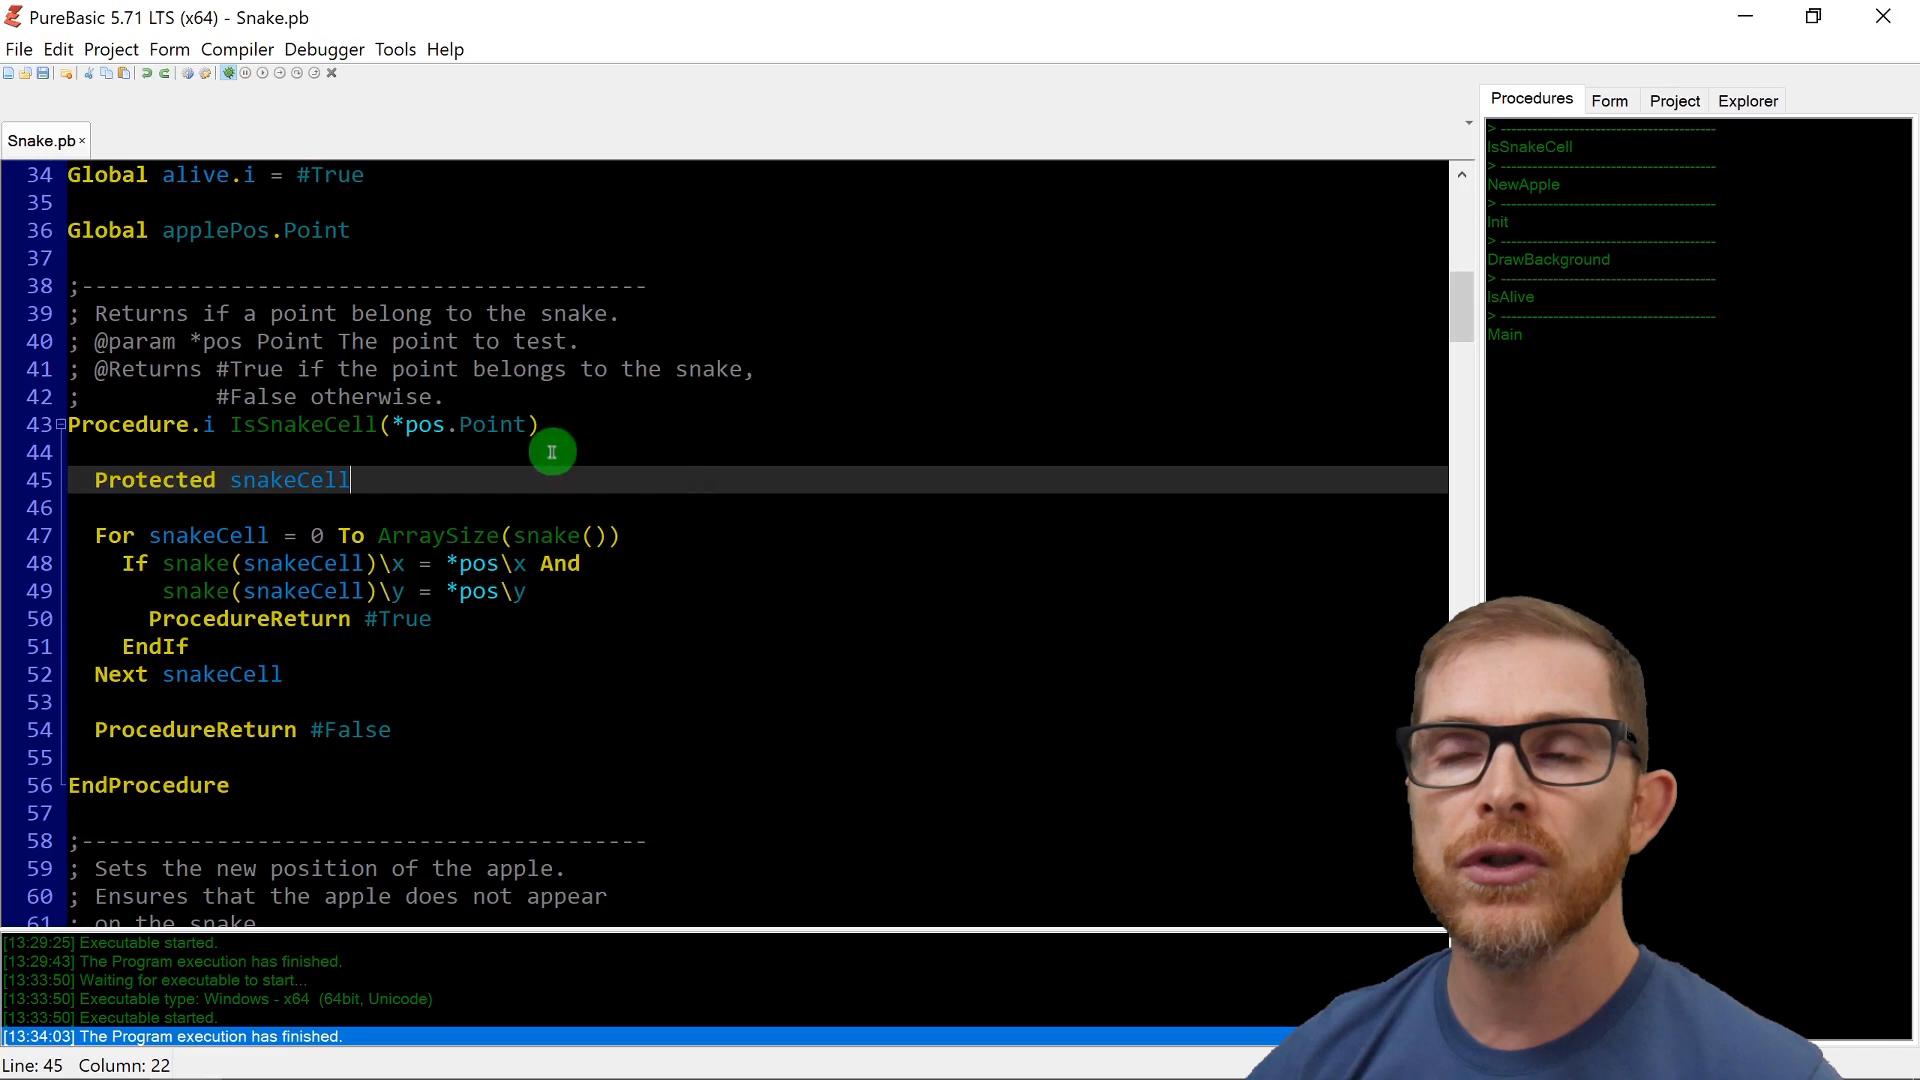 PureBasic 5.71 LTS (x64) - Snake.pb
File Edit Project Form Compiler Debugger Tools Help
Snake.pb
34 Global alive.i = #True
35
36 Global applePos.Point
37
38 ;------------------------------------------
39 ; Returns if a point belong to the snake.
40 ; @param *pos Point The point to test.
41 ; @Returns #True if the point belongs to the snake,
42 ;          #False otherwise.
43 Procedure.i IsSnakeCell(*pos.Point)
44
45   Protected snakeCell
46
47   For snakeCell = 0 To ArraySize(snake())
48     If snake(snakeCell)\x = *pos\x And
49        snake(snakeCell)\y = *pos\y
50       ProcedureReturn #True
51     EndIf
52   Next snakeCell
53
54   ProcedureReturn #False
55
56 EndProcedure
57
58 ;------------------------------------------
59 ; Sets the new position of the apple.
60 ; Ensures that the apple does not appear
61 ; on the snake
Procedures Form Project Explorer
> ------------------------------------------
IsSnakeCell
> ------------------------------------------
NewApple
> ------------------------------------------
Init
> ------------------------------------------
DrawBackground
> ------------------------------------------
IsAlive
> ------------------------------------------
Main
[13:29:25] Executable started.
[13:29:43] The Program execution has finished.
[13:33:50] Waiting for executable to start...
[13:33:50] Executable type: Windows - x64 (64bit, Unicode)
[13:33:50] Executable started.
[13:34:03] The Program execution has finished.
Line: 45 Column: 22